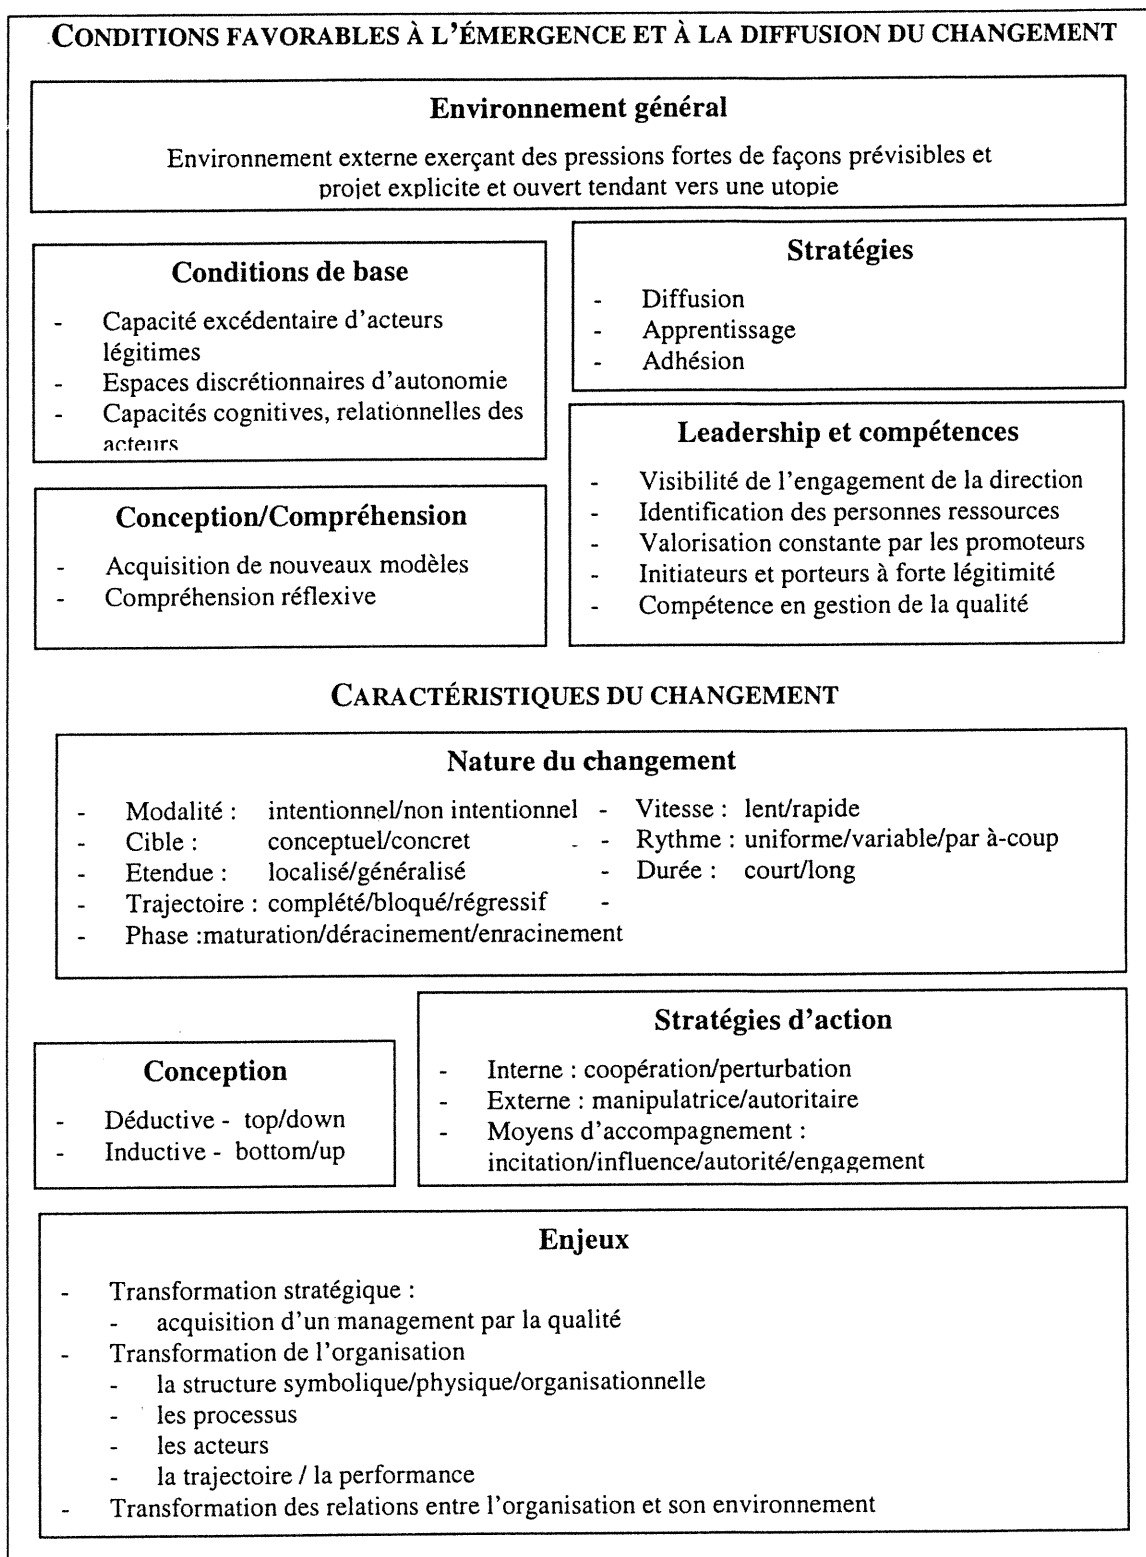 CONDITIONS FAVORABLES À L'ÉMERGENCE ET À LA DIFFUSION DU CHANGEMENT
Environnement général
Environnement externe exerçant des pressions fortes de façons prévisibles et
projet explicite et ouvert tendant vers une utopie
Conditions de base
- Capacité excédentaire d'acteurs
légitimes
- Espaces discrétionnaires d'autonomie
- Capacités cognitives, relationnelles des
acteurs
Stratégies
- Diffusion
- Apprentissage
- Adhésion
Conception/Compréhension
- Acquisition de nouveaux modèles
- Compréhension réflexive
Leadership et compétences
- Visibilité de l'engagement de la direction
- Identification des personnes ressources
- Valorisation constante par les promoteurs
- Initiateurs et porteurs à forte légitimité
- Compétence en gestion de la qualité
CARACTÉRISTIQUES DU CHANGEMENT
Nature du changement
- Modalité : intentionnel/non intentionnel - Vitesse : lent/rapide
- Cible : conceptuel/concret - Rythme : uniforme/variable/par à-coup
- Etendue : localisé/généralisé - Durée : court/long
- Trajectoire : complété/bloqué/régressif -
- Phase :maturation/déracinement/enracinement
Conception
- Déductive - top/down
- Inductive - bottom/up
Stratégies d'action
- Interne : coopération/perturbation
- Externe : manipulatrice/autoritaire
- Moyens d'accompagnement :
incitation/influence/autorité/engagement
Enjeux
- Transformation stratégique :
- acquisition d'un management par la qualité
- Transformation de l'organisation
- la structure symbolique/physique/organisationnelle
- les processus
- les acteurs
- la trajectoire / la performance
- Transformation des relations entre l'organisation et son environnement